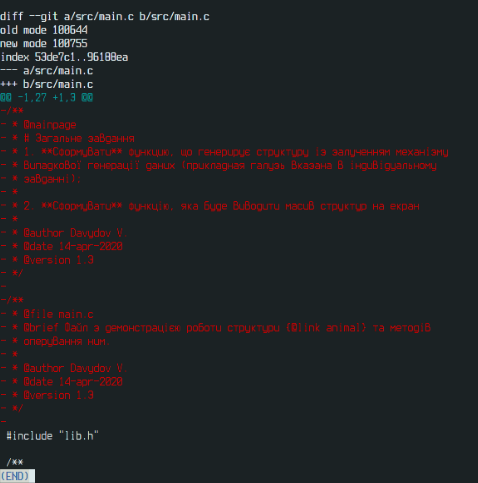 diff --git a/src/main.c b/src/main.c
old mode 100644
new mode 100755
index 53de7c1..96108ea
--- a/src/main.c
+++ b/src/main.c
@@ -1,27 +1,3 @@
-/**
- * @mainpage
- * # Загальне завдання
- * 1. **Сформувати** функцію, що генерує структуру із залученням механізму
- * випадкової генерації даних (прикладная галузь вказана в індивідуальному
- * завданні);
- *
- * 2. **Сформувати** функцію, яка буде виводити масив структур на екран
- *
- * @author Davydov V.
- * @date 14-apr-2020
- * @version 1.3
- */
-
-/**
- * @file main.c
- * @brief Файл з демонстрацією роботи структури {@link animal} та методів
- * оперування ним.
- *
- * @author Davydov V.
- * @date 14-apr-2020
- * @version 1.3
- */
-
 #include "lib.h"
 
 /**
(END)